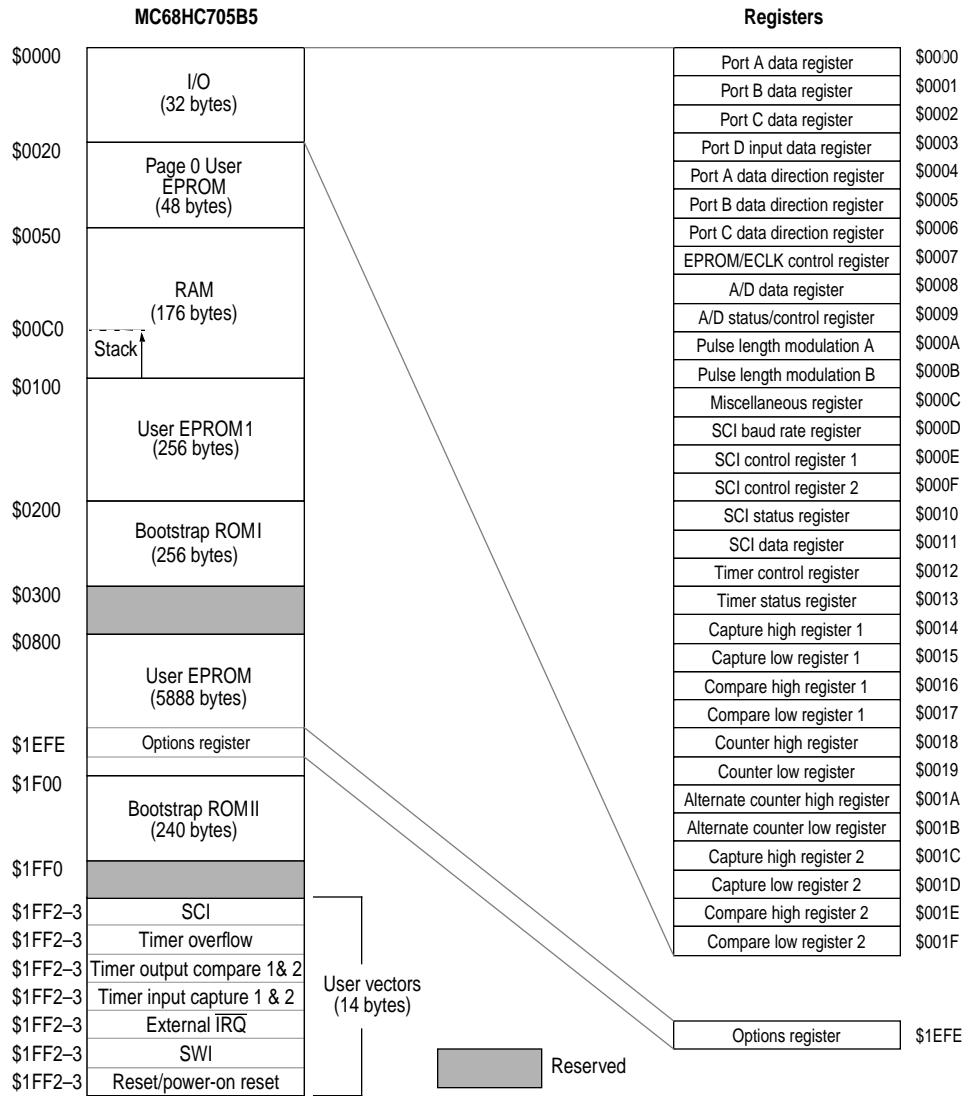 MC68HC705B5
$0000
I/O
(32 bytes)
$0020
Page 0 User
EPROM
(48 bytes)
$0050
RAM
(176 bytes)
$00C0
Stack
$0100
User EPROM1
(256 bytes)
$0200
Bootstrap ROMI
(256 bytes)
$0300
$0800
User EPROM
(5888 bytes)
$1EFE
Options register
$1F00
Bootstrap ROMII
(240 bytes)
$1FF0
$1FF2–3 SCI
$1FF2–3 Timer overflow
$1FF2–3 Timer output compare 1& 2
$1FF2–3 Timer input capture 1 & 2
$1FF2–3 External IRQ
$1FF2–3 SWI
$1FF2–3 Reset/power-on reset
User vectors
(14 bytes)
Reserved
Registers
Port A data register $0000
Port B data register $0001
Port C data register $0002
Port D input data register $0003
Port A data direction register $0004
Port B data direction register $0005
Port C data direction register $0006
EPROM/ECLK control register $0007
A/D data register $0008
A/D status/control register $0009
Pulse length modulation A $000A
Pulse length modulation B $000B
Miscellaneous register $000C
SCI baud rate register $000D
SCI control register 1 $000E
SCI control register 2 $000F
SCI status register $0010
SCI data register $0011
Timer control register $0012
Timer status register $0013
Capture high register 1 $0014
Capture low register 1 $0015
Compare high register 1 $0016
Compare low register 1 $0017
Counter high register $0018
Counter low register $0019
Alternate counter high register $001A
Alternate counter low register $001B
Capture high register 2 $001C
Capture low register 2 $001D
Compare high register 2 $001E
Compare low register 2 $001F
Options register $1EFE